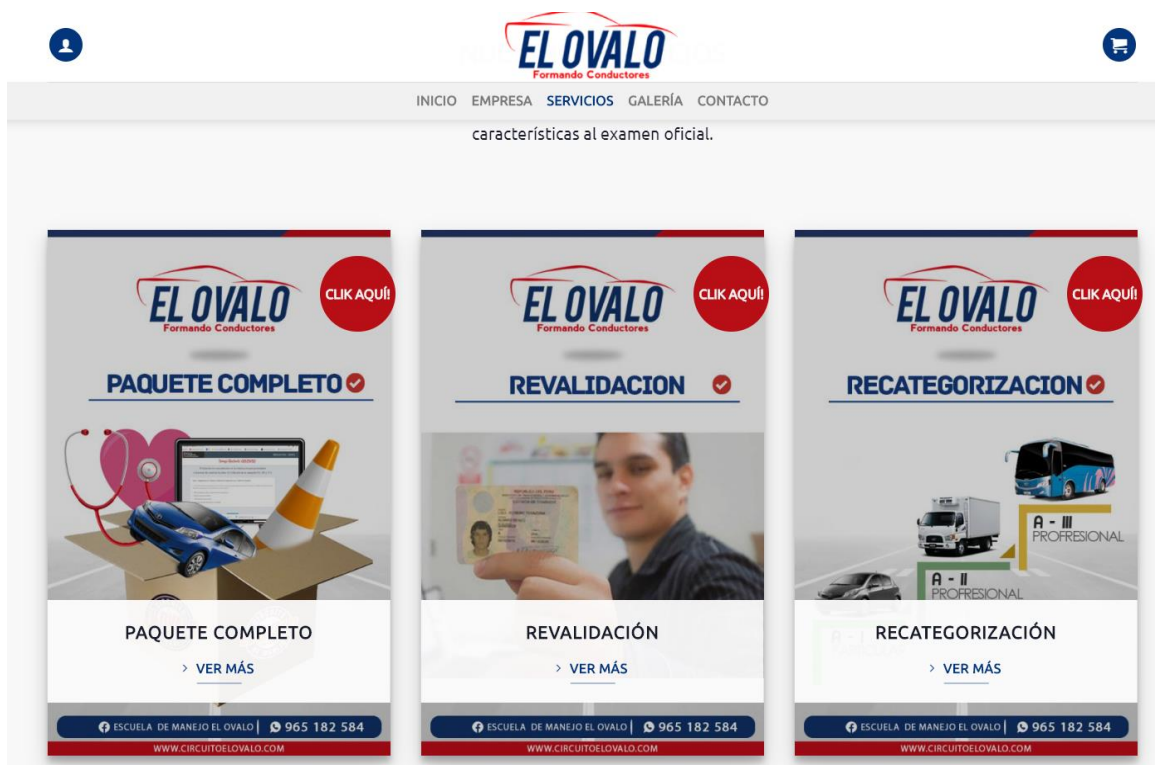 EL OVALO
Formando Conductores
INICIO EMPRESA SERVICIOS GALERÍA CONTACTO
características al examen oficial.
EL OVALO
Formando Conductores
CLIK AQUÍ!
PAQUETE COMPLETO
PAQUETE COMPLETO
VER MÁS
ESCUELA DE MANEJO EL OVALO | 965 182 584
WWW.CIRCUITOELOVALO.COM
EL OVALO
Formando Conductores
CLIK AQUÍ!
REVALIDACION
REVALIDACIÓN
VER MÁS
ESCUELA DE MANEJO EL OVALO | 965 182 584
WWW.CIRCUITOELOVALO.COM
EL OVALO
Formando Conductores
CLIK AQUÍ!
RECATEGORIZACION
A - III
PROFRESIONAL
A - II
PROFRESIONAL
RECATEGORIZACIÓN
VER MÁS
ESCUELA DE MANEJO EL OVALO | 965 182 584
WWW.CIRCUITOELOVALO.COM